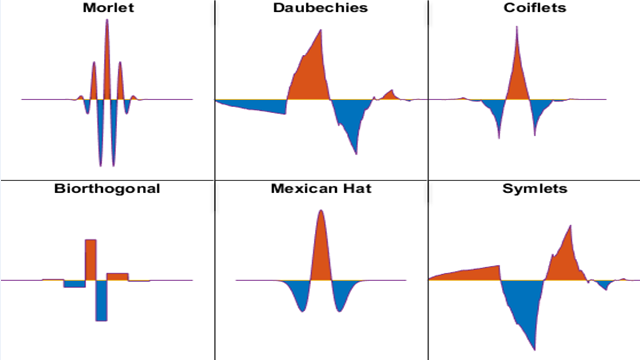 Morlet
Daubechies
Coiflets
Biorthogonal
Mexican Hat
Symlets